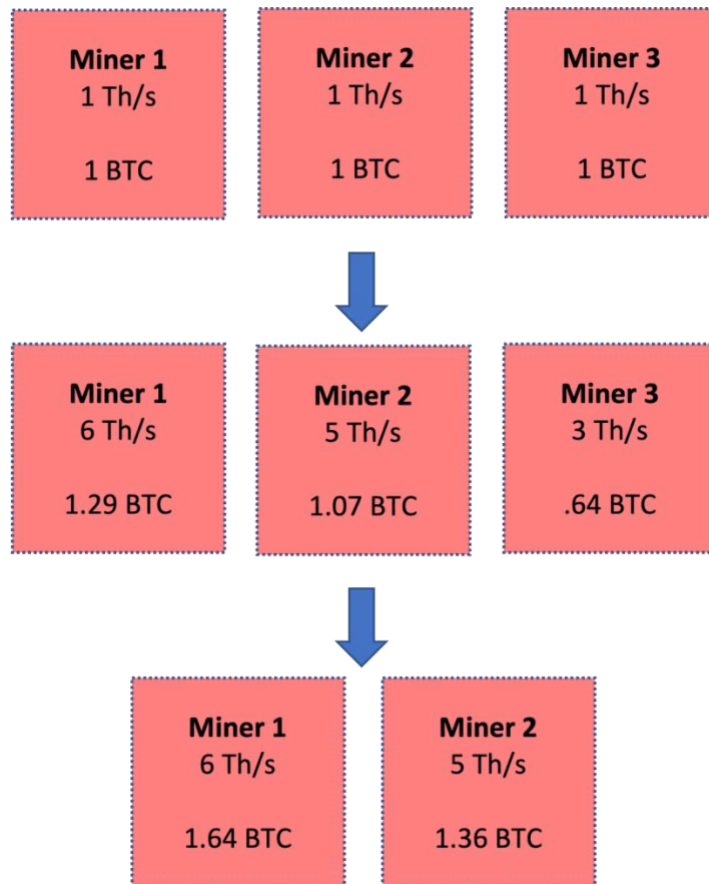 Miner 1
1 Th/s
1 BTC
Miner 2
1 Th/s
1 BTC
Miner 3
1 Th/s
1 BTC
Miner 1
6 Th/s
1.29 BTC
Miner 2
5 Th/s
1.07 BTC
Miner 3
3 Th/s
.64 BTC
Miner 1
6 Th/s
1.64 BTC
Miner 2
5 Th/s
1.36 BTC